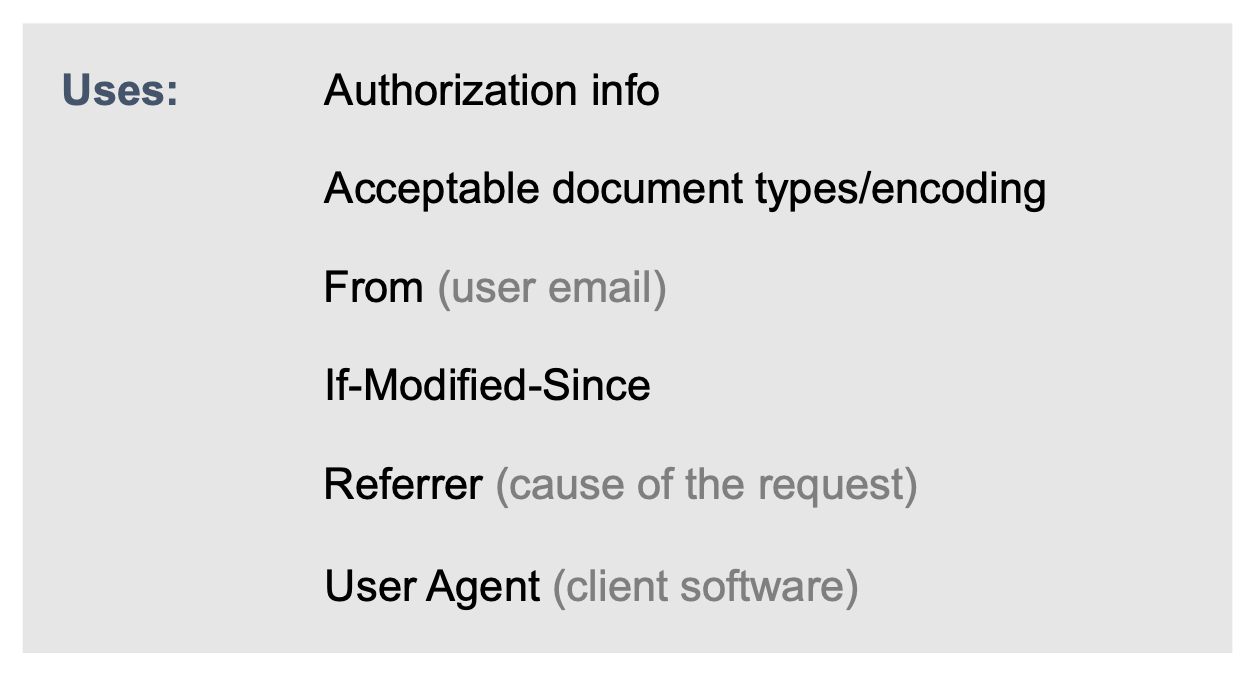 Uses: Authorization info
Acceptable document types/encoding
From (user email)
If-Modified-Since
Referrer (cause of the request)
User Agent (client software)